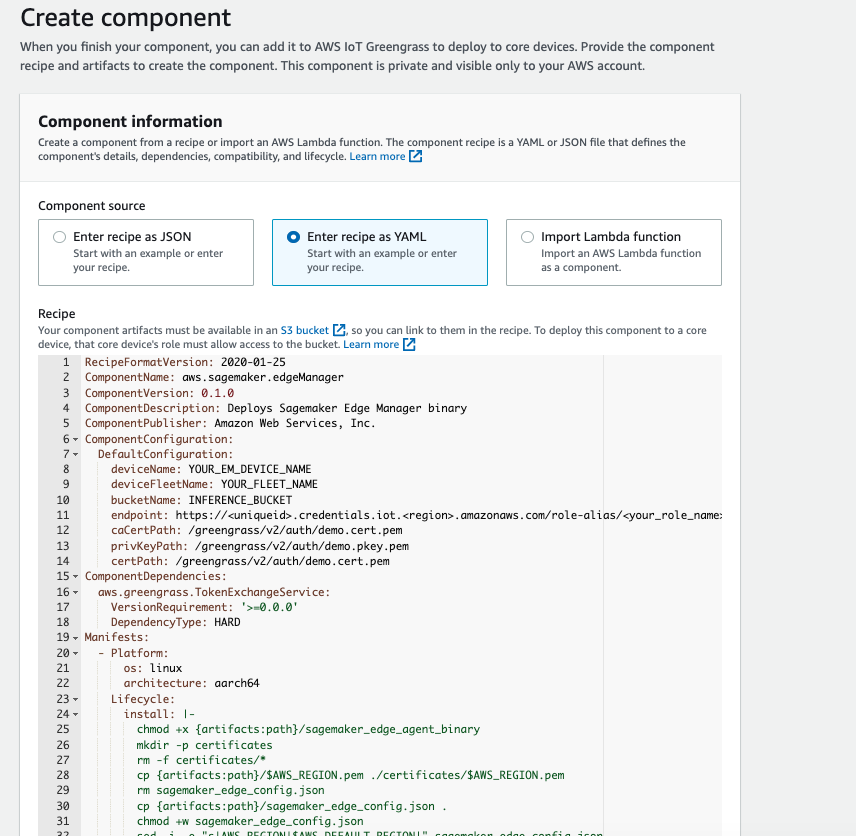 Create component
When you finish your component, you can add it to AWS IoT Greengrass to deploy to core devices. Provide the component
recipe and artifacts to create the component. This component is private and visible only to your AWS account.
Component information
Create a component from a recipe or import an AWS Lambda function. The component recipe is a YAML or JSON file that defines the
component's details, dependencies, compatibility, and lifecycle. Learn more
Component source
Enter recipe as JSON
Start with an example or enter
your recipe.
Enter recipe as YAML
Start with an example or enter
your recipe.
Import Lambda function
Import an AWS Lambda function
as a component.
Recipe
Your component artifacts must be available in an S3 bucket , so you can link to them in the recipe. To deploy this component to a core
device, that core device's role must allow access to the bucket. Learn more
1 RecipeFormatVersion: 2020-01-25
2 ComponentName: aws.sagemaker.edgeManager
3 ComponentVersion: 0.1.0
4 ComponentDescription: Deploys Sagemaker Edge Manager binary
5 ComponentPublisher: Amazon Web Services, Inc.
6 ComponentConfiguration:
7 DefaultConfiguration:
8 deviceName: YOUR_EM_DEVICE_NAME
9 deviceFleetName: YOUR_FLEET_NAME
10 bucketName: INFERENCE_BUCKET
11 endpoint: https://<uniqueid>.credentials.iot.<region>.amazonaws.com/role-alias/<your_role_name>
12 caCertPath: /greengrass/v2/auth/demo.cert.pem
13 privKeyPath: /greengrass/v2/auth/demo.pkey.pem
14 certPath: /greengrass/v2/auth/demo.cert.pem
15 ComponentDependencies:
16 aws.greengrass.TokenExchangeService:
17 VersionRequirement: '>=0.0.0'
18 DependencyType: HARD
19 Manifests:
20 - Platform:
21 os: linux
22 architecture: aarch64
23 Lifecycle:
24 install: |-
25 chmod +x {artifacts:path}/sagemaker_edge_agent_binary
26 mkdir -p certificates
27 rm -f certificates/*
28 cp {artifacts:path}/$AWS_REGION.pem ./certificates/$AWS_REGION.pem
29 rm sagemaker_edge_config.json
30 cp {artifacts:path}/sagemaker_edge_config.json .
31 chmod +w sagemaker_edge_config.json
32 sed -i -e "s|AWS_REGION|$AWS_DEFAULT_REGION|" sagemaker_edge_config.json